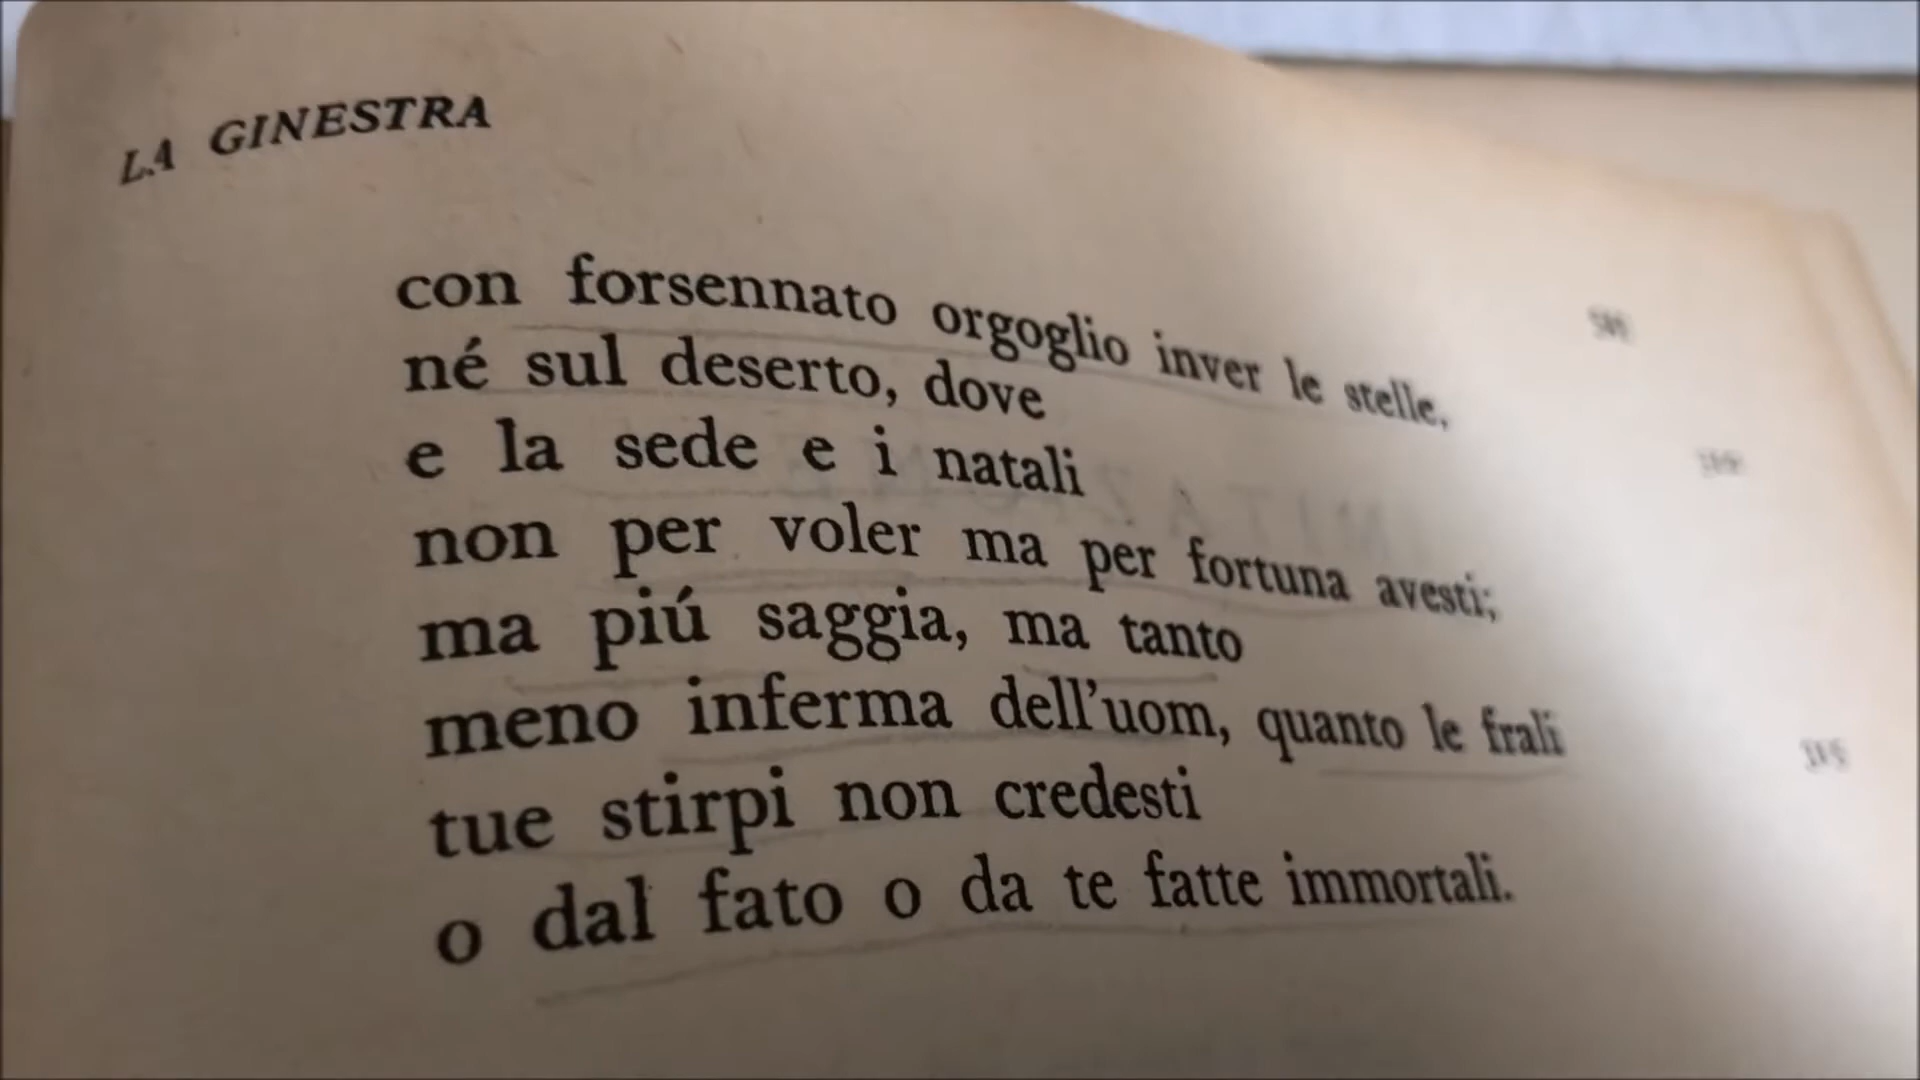 LA GINESTRA
con forsennato orgoglio inver le stelle,
né sul deserto, dove
e la sede e i natali
non per voler ma per fortuna avesti;
ma piú saggia, ma tanto
meno inferma dell'uom, quanto le frali
tue stirpi non credesti
o dal fato o da te fatte immortali.